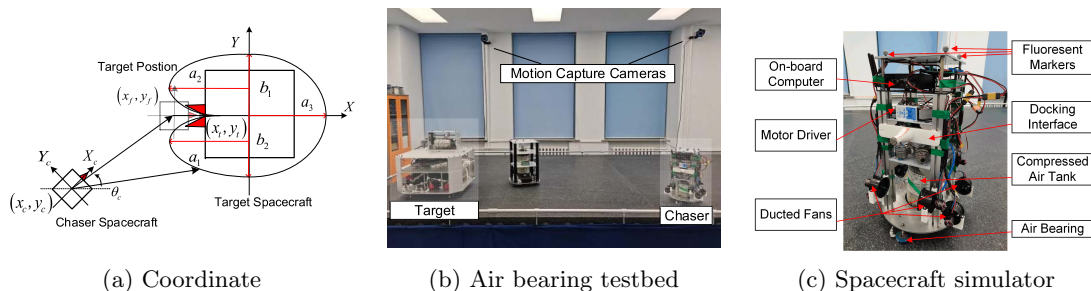 Y
Target Postion
a2
(xf, yf)
b1
a3
X
(xt, yt)
b2
a1
Yc
Xc
θc
(xc, yc)
Chaser Spacecraft
Target Spacecraft
(a) Coordinate
Motion Capture Cameras
Target
Chaser
(b) Air bearing testbed
Fluoresent
Markers
On-board
Computer
Docking
Interface
Motor Driver
Compressed
Air Tank
Ducted Fans
Air Bearing
(c) Spacecraft simulator